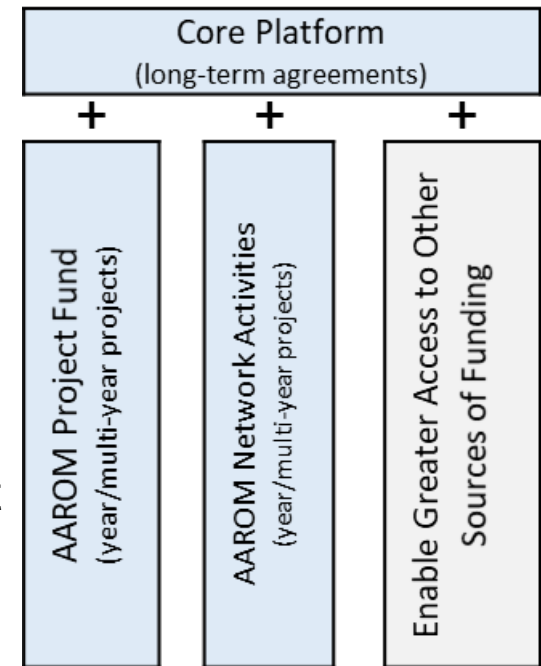 Core Platform
(long-term agreements)
+ + +
AAROM Project Fund
(year/multi-year projects)
AAROM Network Activities
(year/multi-year projects)
Enable Greater Access to Other
Sources of Funding